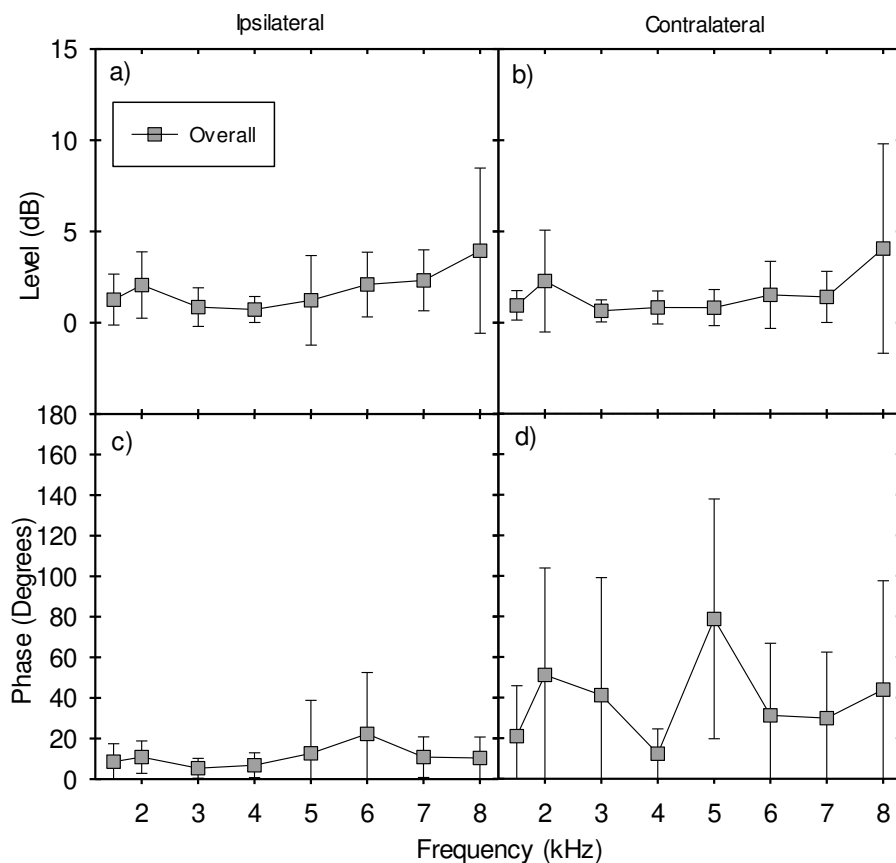 Ipsilateral
Contralateral
15
10
5
0
Level (dB)
a)
Overall
b)
180
160
140
120
100
80
60
40
20
0
Phase (Degrees)
c)
d)
2 3 4 5 6 7 8
2 3 4 5 6 7 8
Frequency (kHz)